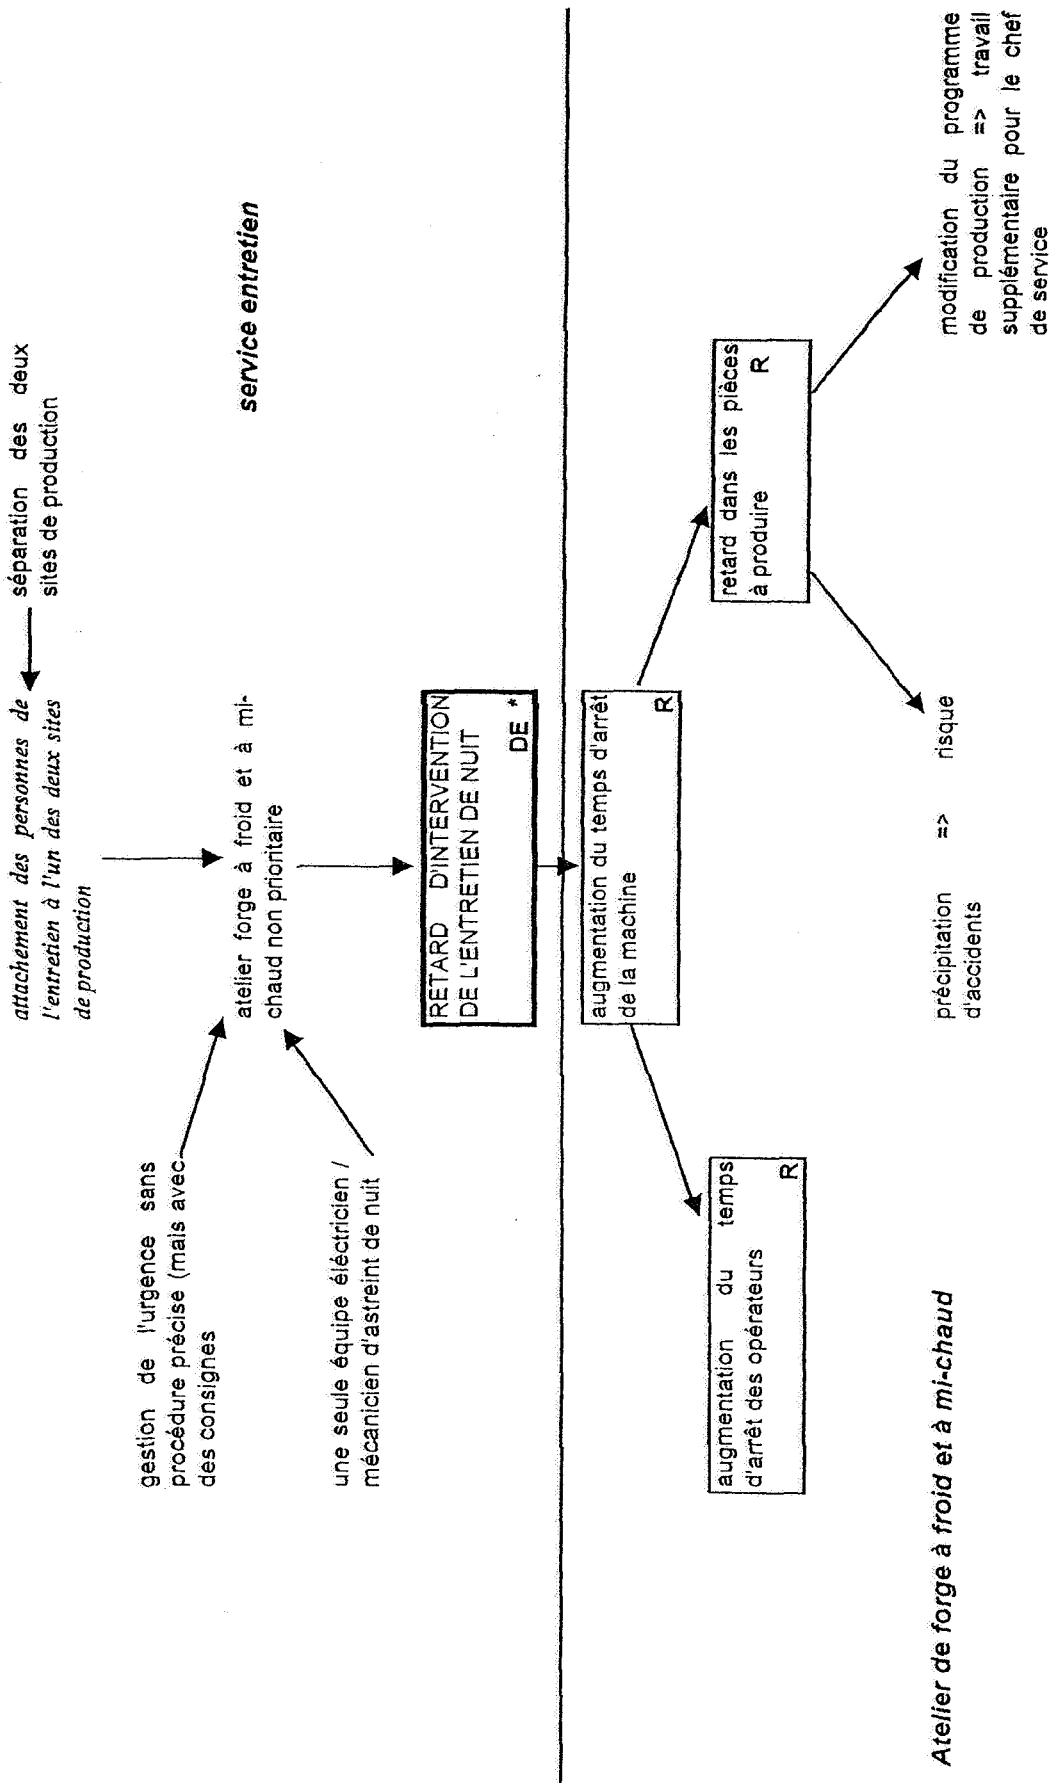 attachement des personnes de
l'entretien à l'un des deux sites
de production
séparation des deux
sites de production
gestion de l'urgence sans
procédure précise (mais avec
des consignes
atelier forge à froid et à mi-
chaud non prioritaire
service entretien
une seule équipe éléctricien /
mécanicien d'astreint de nuit
RETARD D'INTERVENTION
DE L'ENTRETIEN DE NUIT
DE *
augmentation du temps d'arrêt
de la machine
R
augmentation du temps
d'arrêt des opérateurs
R
retard dans les pièces
à produire R
précipitation => risque
d'accidents
modification du programme
de production => travail
supplémentaire pour le chef
de service
Atelier de forge à froid et à mi-chaud